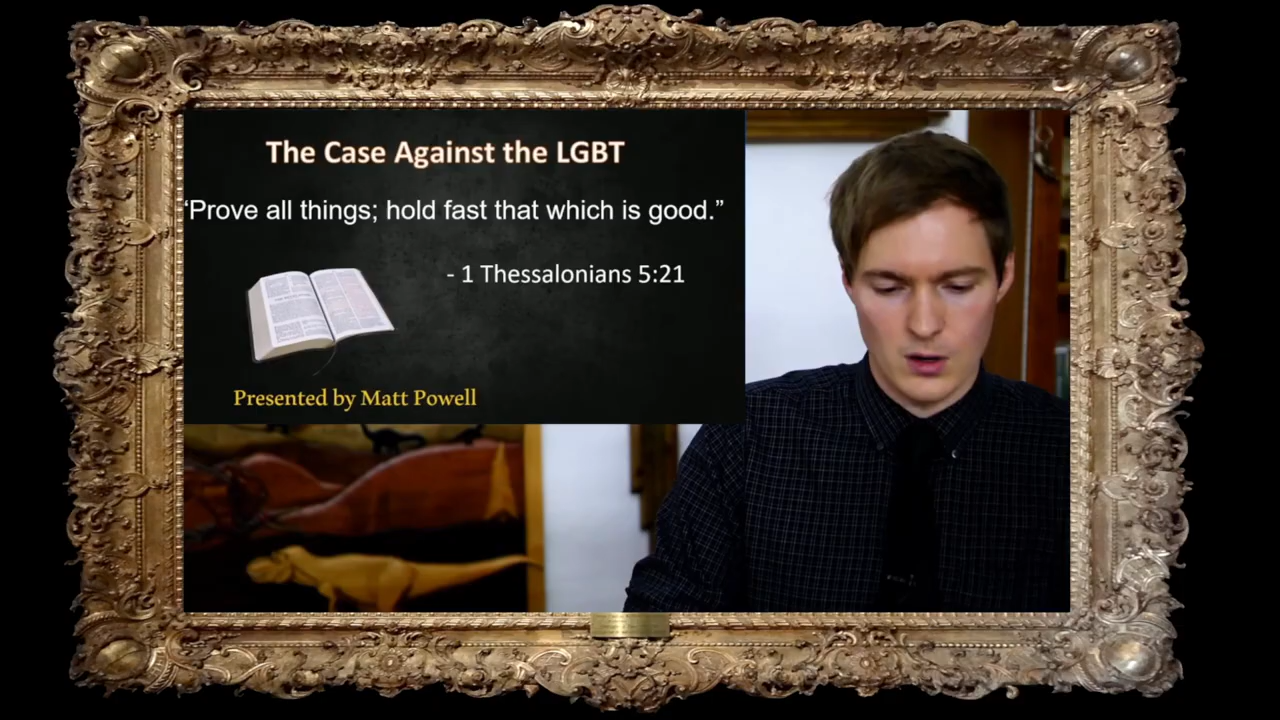 The Case Against the LGBT
‘Prove all things; hold fast that which is good.”
- 1 Thessalonians 5:21
Presented by Matt Powell